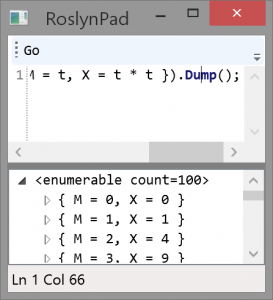 RoslynPad
Go
1 M = t, X = t * t }).Dump();
<enumerable count=100>
{ M = 0, X = 0 }
{ M = 1, X = 1 }
{ M = 2, X = 4 }
{ M = 3, X = 9 }
Ln 1 Col 66